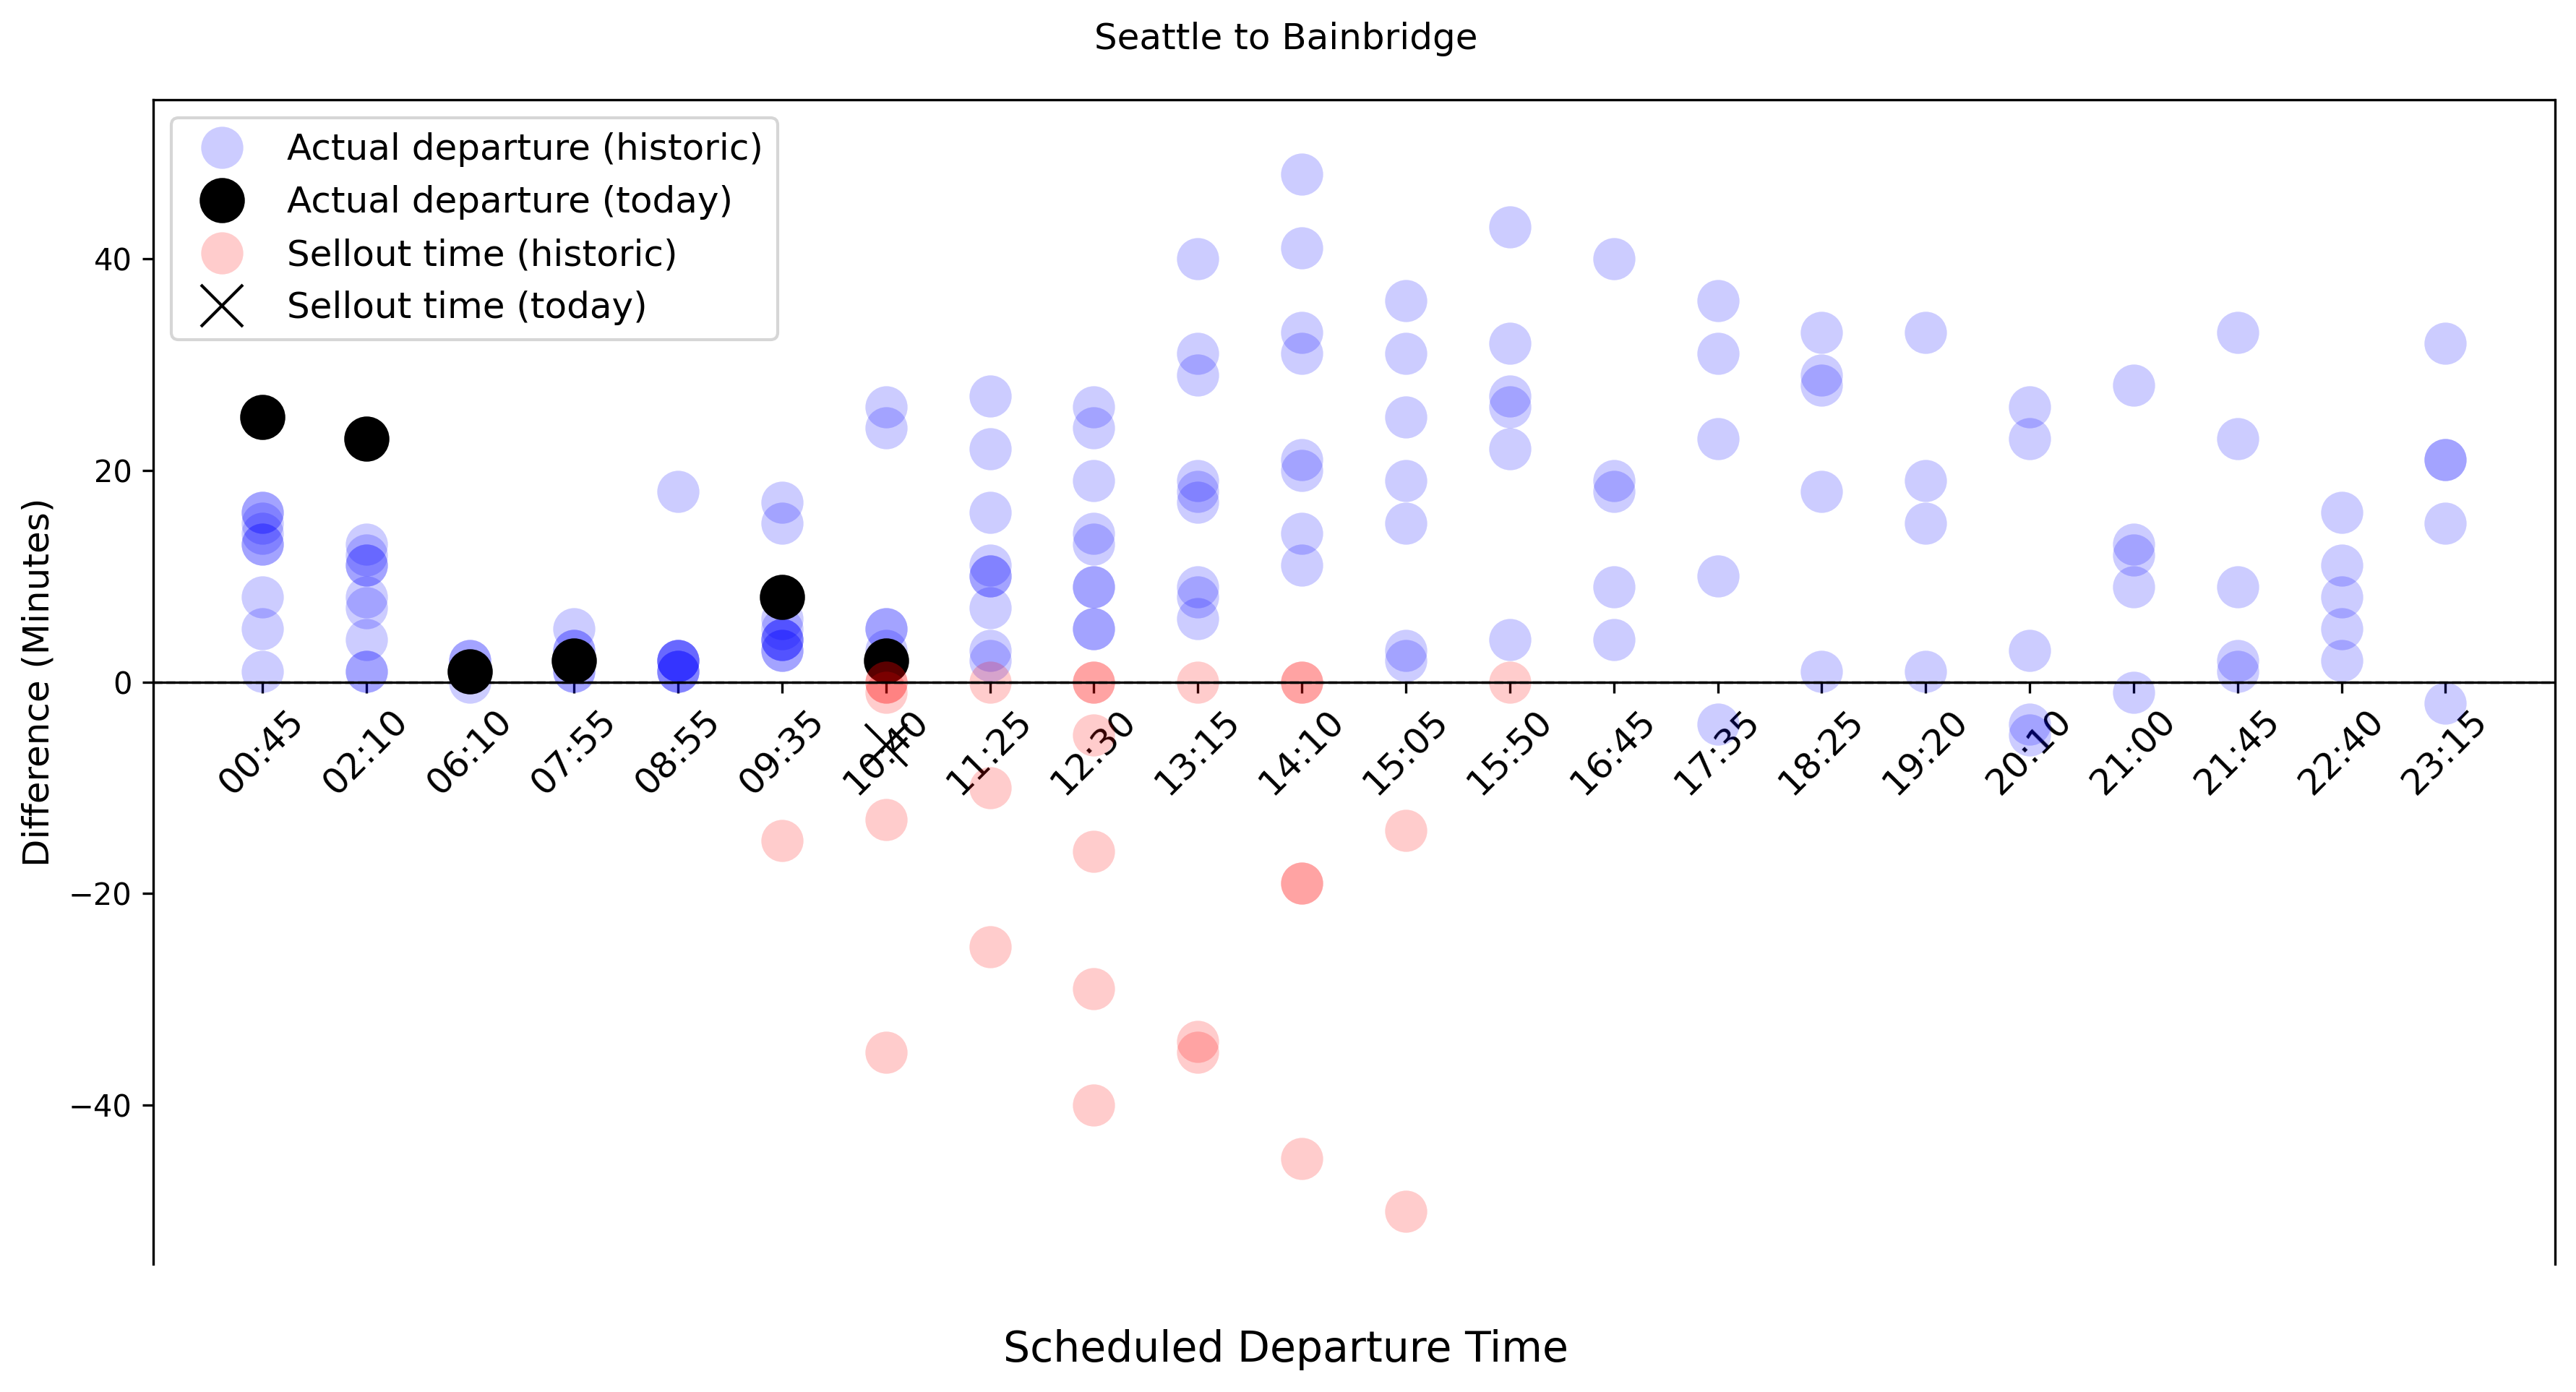 Seattle to Bainbridge
Actual departure (historic)
Actual departure (today)
Sellout time (historic)
Sellout time (today)
Difference (Minutes)
40
20
0
−20
−40
00:45 02:10 06:10 07:55 08:55 09:35 10:40 11:25 12:30 13:15 14:10 15:05 15:50 16:45 17:35 18:25 19:20 20:10 21:00 21:45 22:40 23:15
Scheduled Departure Time